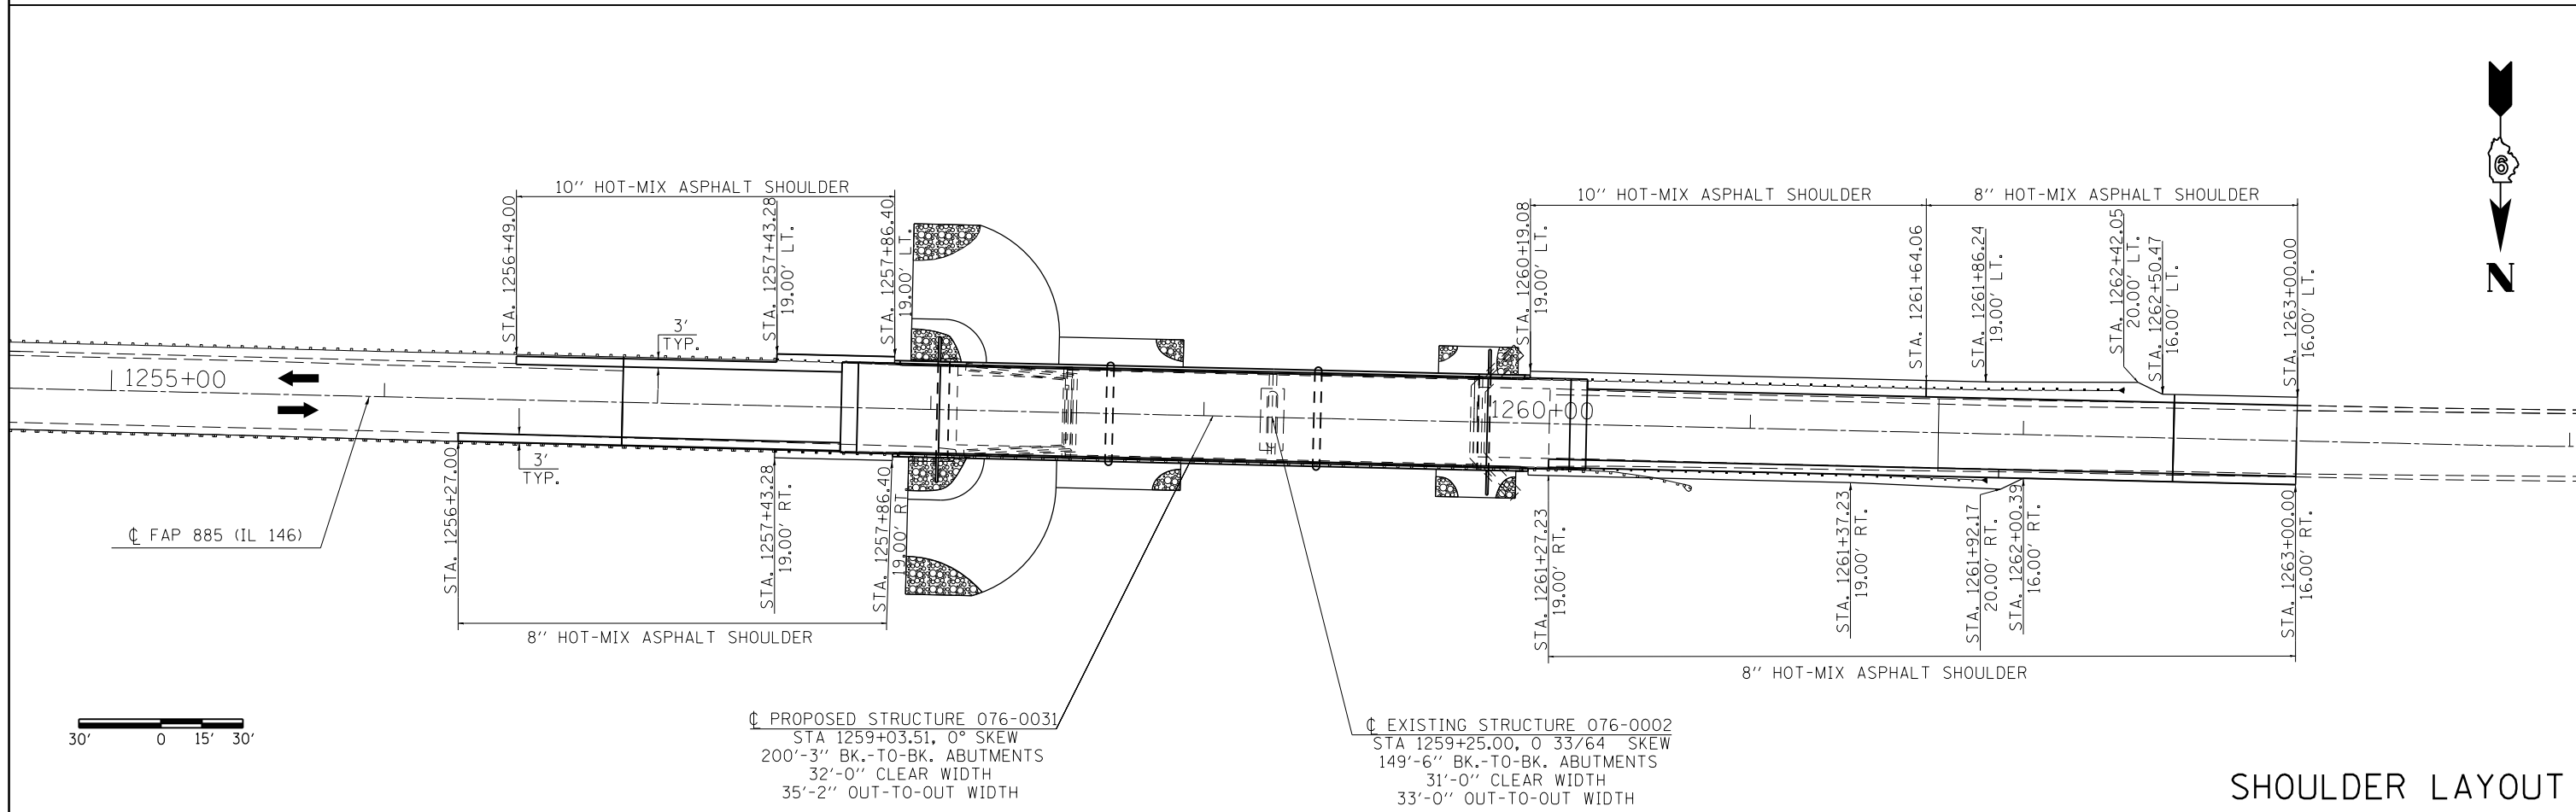 10'' HOT-MIX ASPHALT SHOULDER
10'' HOT-MIX ASPHALT SHOULDER
8'' HOT-MIX ASPHALT SHOULDER
STA. 1256+49.00
STA. 1257+43.28
19.00' LT.
STA. 1257+86.40
19.00' LT.
STA. 1260+19.08
19.00' LT.
STA. 1261+64.06
STA. 1261+86.24
19.00' LT.
STA. 1262+42.05
20.00' LT.
STA. 1262+50.47
16.00' LT.
STA. 1263+00.00
16.00' LT.
6
N
3'
TYP.
1255+00
1260+00
3'
TYP.
℄ FAP 885 (IL 146)
STA. 1256+27.00
STA. 1257+43.28
19.00' RT.
STA. 1257+86.40
19.00' RT.
STA. 1261+27.23
19.00' RT.
STA. 1261+37.23
19.00' RT.
STA. 1261+92.17
20.00' RT.
STA. 1262+00.39
16.00' RT.
STA. 1263+00.00
16.00' RT.
8'' HOT-MIX ASPHALT SHOULDER
8'' HOT-MIX ASPHALT SHOULDER
30' 0 15' 30'
℄ PROPOSED STRUCTURE 076-0031
STA 1259+03.51, 0° SKEW
200'-3'' BK.-TO-BK. ABUTMENTS
32'-0'' CLEAR WIDTH
35'-2'' OUT-TO-OUT WIDTH
℄ EXISTING STRUCTURE 076-0002
STA 1259+25.00, 0 33/64 SKEW
149'-6'' BK.-TO-BK. ABUTMENTS
31'-0'' CLEAR WIDTH
33'-0'' OUT-TO-OUT WIDTH
SHOULDER LAYOUT